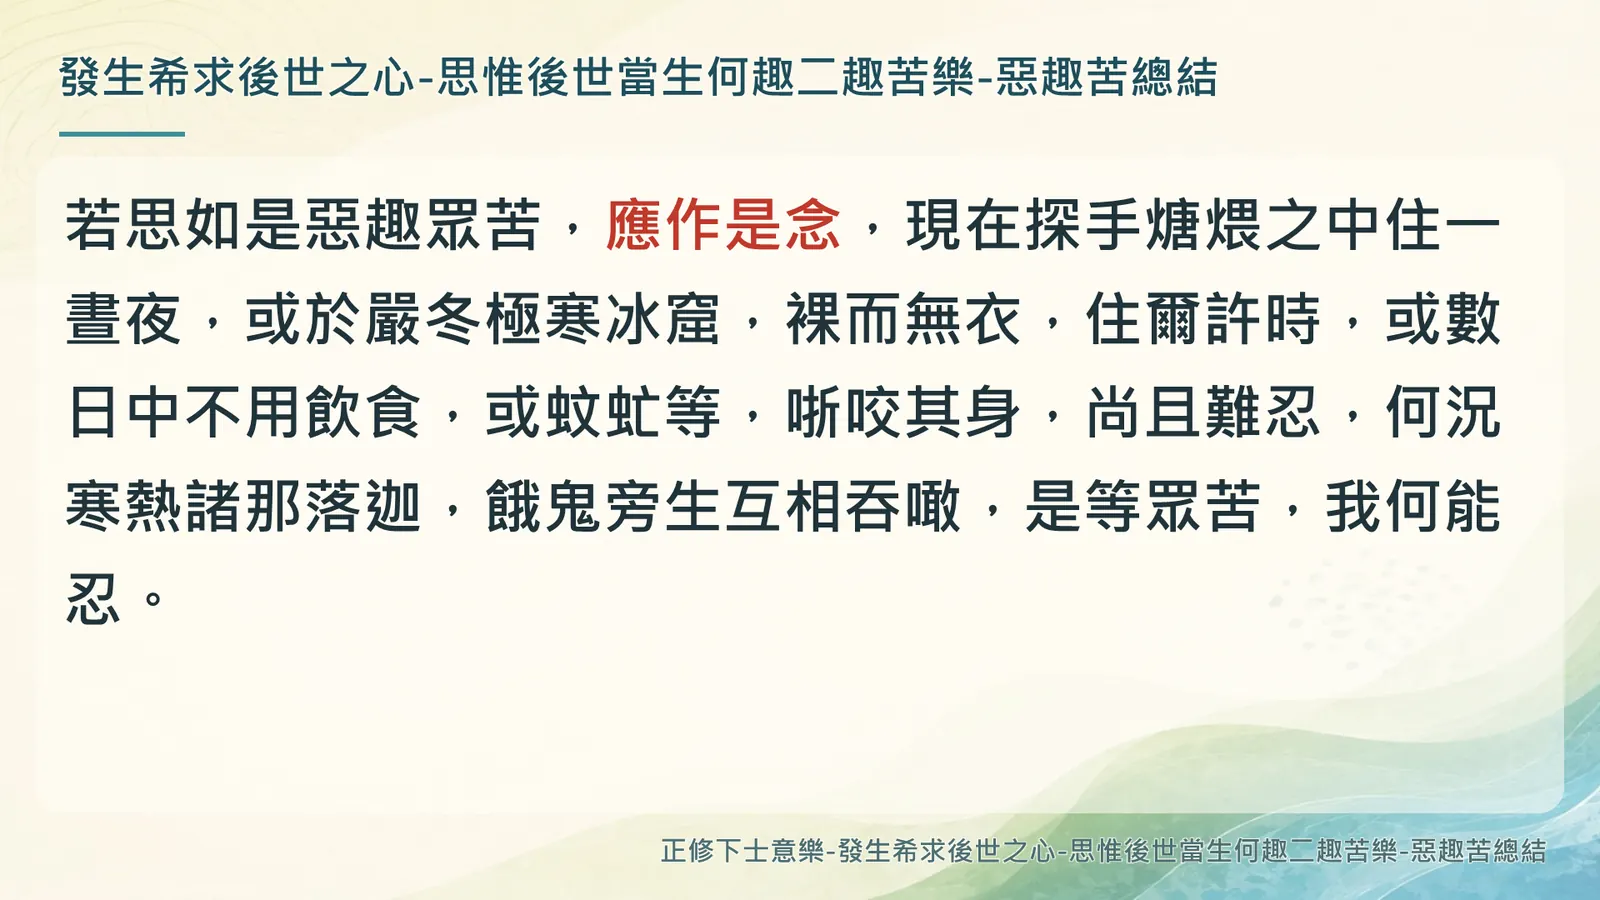 發生希求後世之心-思惟後世當生何趣二趣苦樂-惡趣苦總結
若思如是惡趣眾苦，應作是念，現在探手煻煨之中住一
晝夜，或於嚴冬極寒冰窟，裸而無衣，住爾許時，或數
日中不用飲食，或蚊虻等，哳咬其身，尚且難忍，何況
寒熱諸那落迦，餓鬼旁生互相吞噉，是等眾苦，我何能
忍。
正修下士意樂-發生希求後世之心-思惟後世當生何趣二趣苦樂-惡趣苦總結